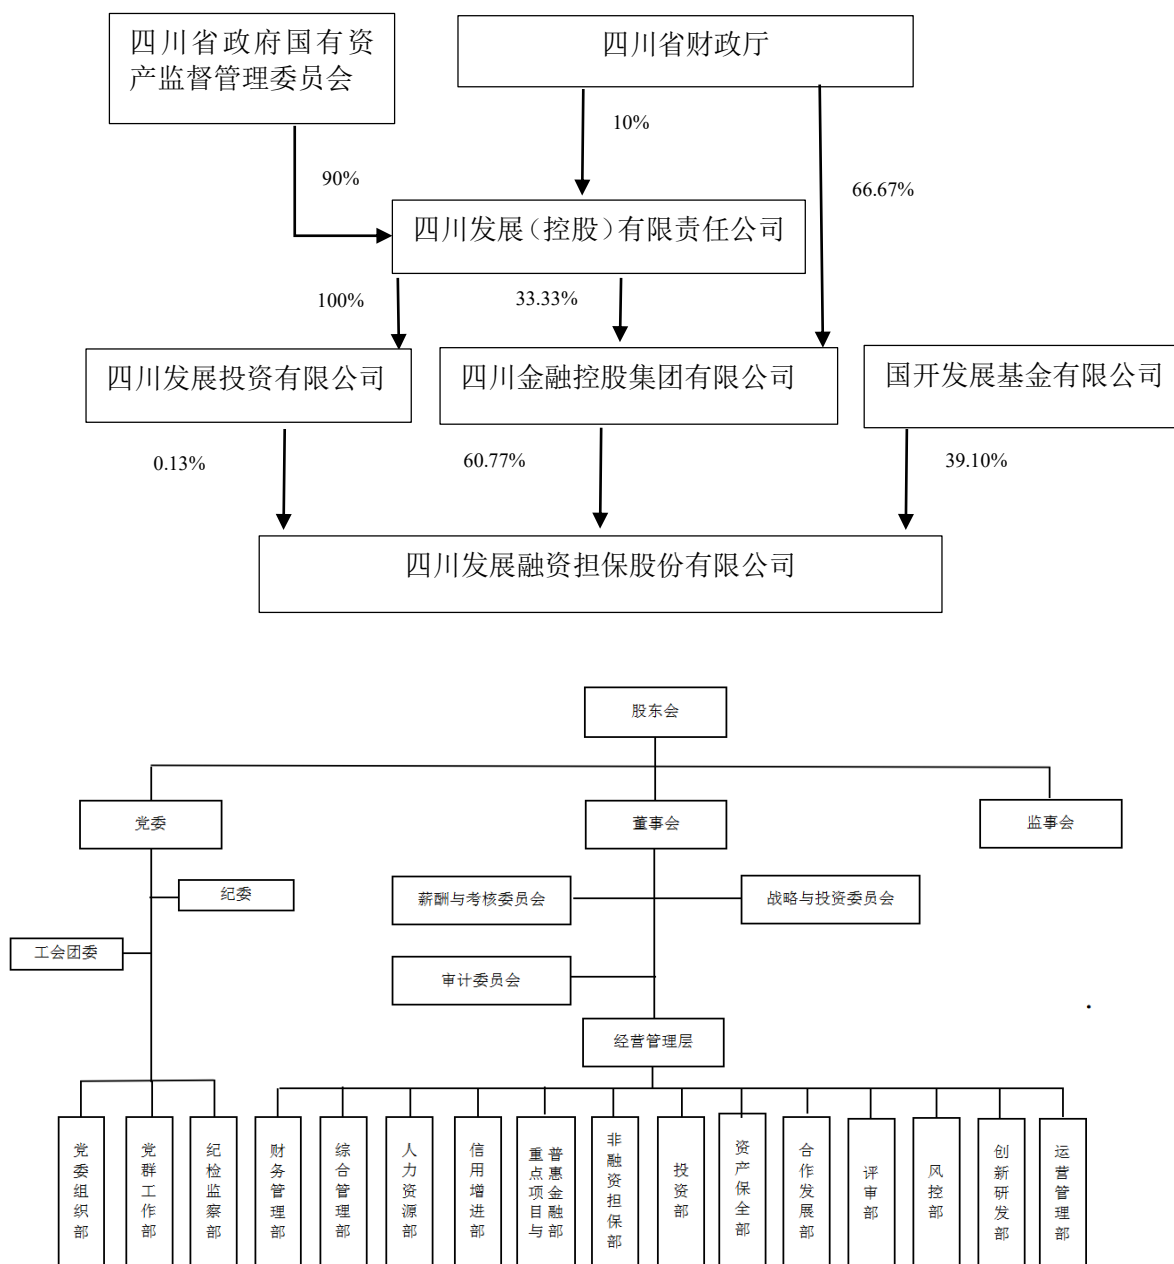 四川省政府国有资
产监督管理委员会
四川省财政厅
10%
90%
66.67%
四川发展（控股）有限责任公司
100%
33.33%
四川发展投资有限公司
四川金融控股集团有限公司
国开发展基金有限公司
0.13%
60.77%
39.10%
四川发展融资担保股份有限公司
股东会
党委
董事会
监事会
纪委
薪酬与考核委员会
战略与投资委员会
工会团委
审计委员会
经营管理层
党委组织部
党群工作部
纪检监察部
财务管理部
综合管理部
人力资源部
信用增进部
重点项目与
普惠金融部
非融资担保部
投资部
资产保全部
合作发展部
评审部
风控部
创新研发部
运营管理部